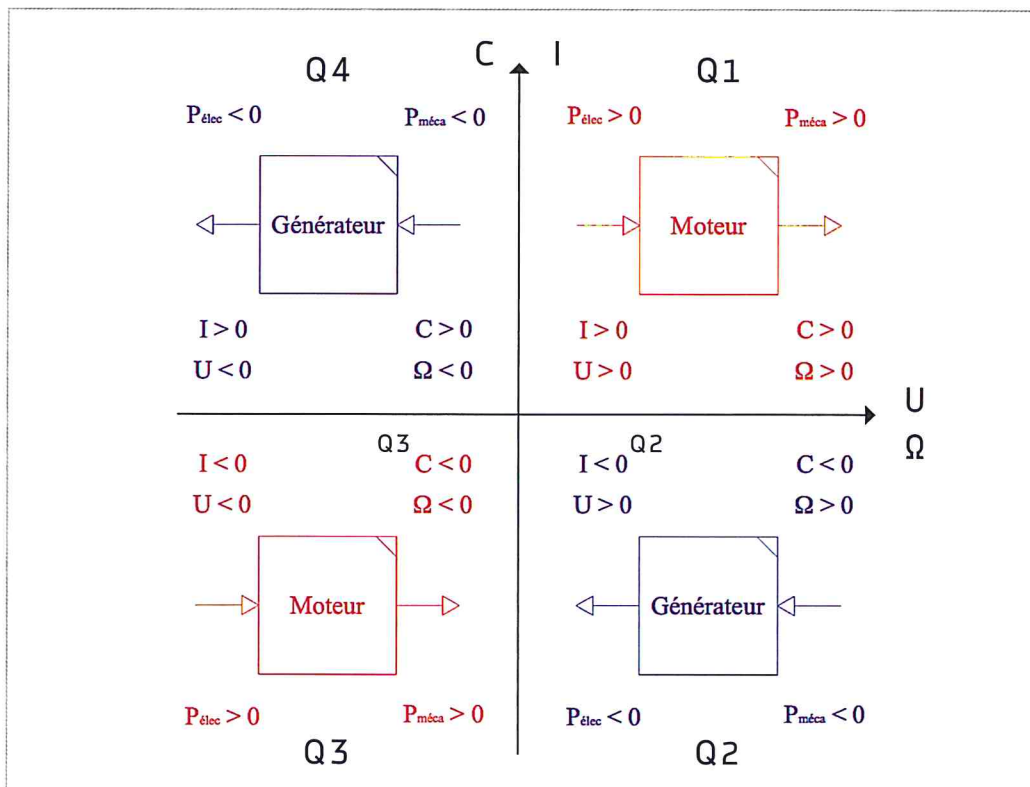 Q4
C
I
Q1
Pélec < 0
Pméca < 0
Pélec > 0
Pméca > 0
Générateur
Moteur
I > 0
C > 0
I > 0
C > 0
U < 0
Ω < 0
U > 0
Ω > 0
U
Ω
Q3
Q2
I < 0
C < 0
I < 0
C < 0
U < 0
Ω < 0
U > 0
Ω > 0
Moteur
Générateur
Pélec > 0
Pméca > 0
Pélec < 0
Pméca < 0
Q3
Q2